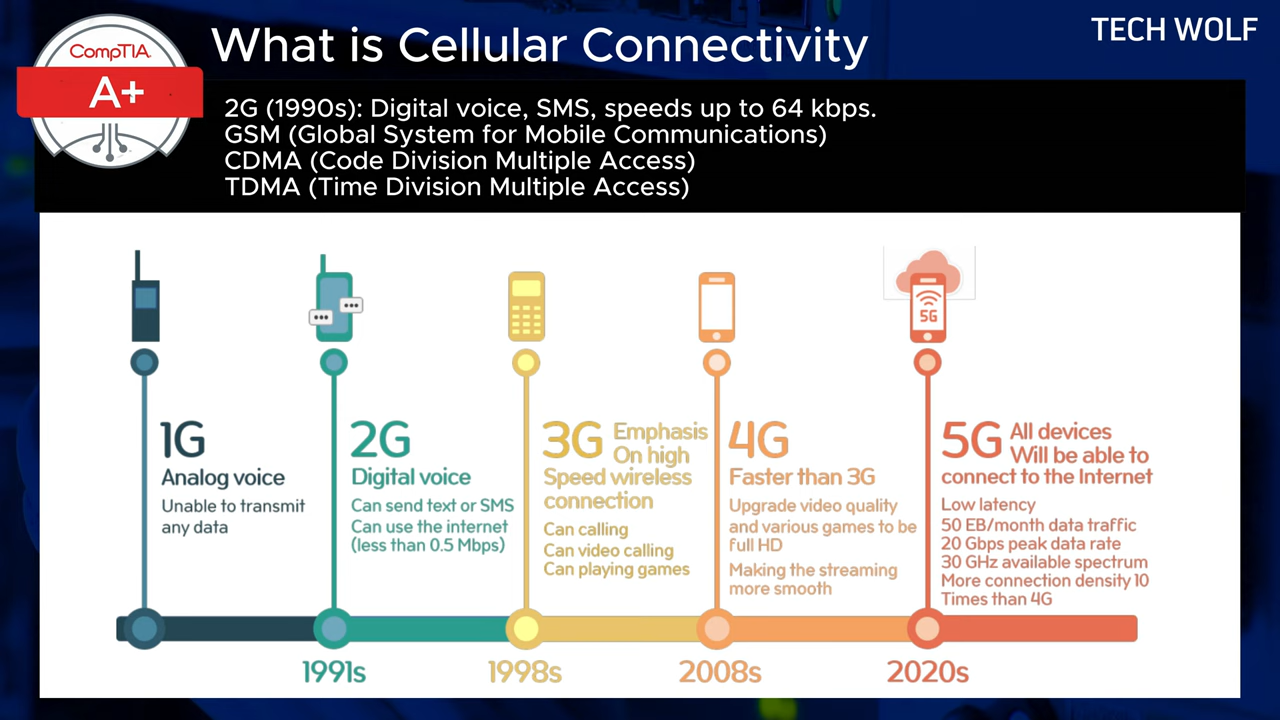 CompTIA.
A+
What is Cellular Connectivity
TECH WOLF
2G (1990s): Digital voice, SMS, speeds up to 64 kbps.
GSM (Global System for Mobile Communications)
CDMA (Code Division Multiple Access)
TDMA (Time Division Multiple Access)
5G
1G
Analog voice
Unable to transmit
any data
2G
Digital voice
Can send text or SMS
Can use the internet
(less than 0.5 Mbps)
3G Emphasis
On high
Speed wireless
connection
Can calling
Can video calling
Can playing games
4G
Faster than 3G
Upgrade video quality
and various games to be
full HD
Making the streaming
more smooth
5G All devices
Will be able to
connect to the Internet
Low latency
50 EB/month data traffic
20 Gbps peak data rate
30 GHz available spectrum
More connection density 10
Times than 4G
1991s
1998s
2008s
2020s